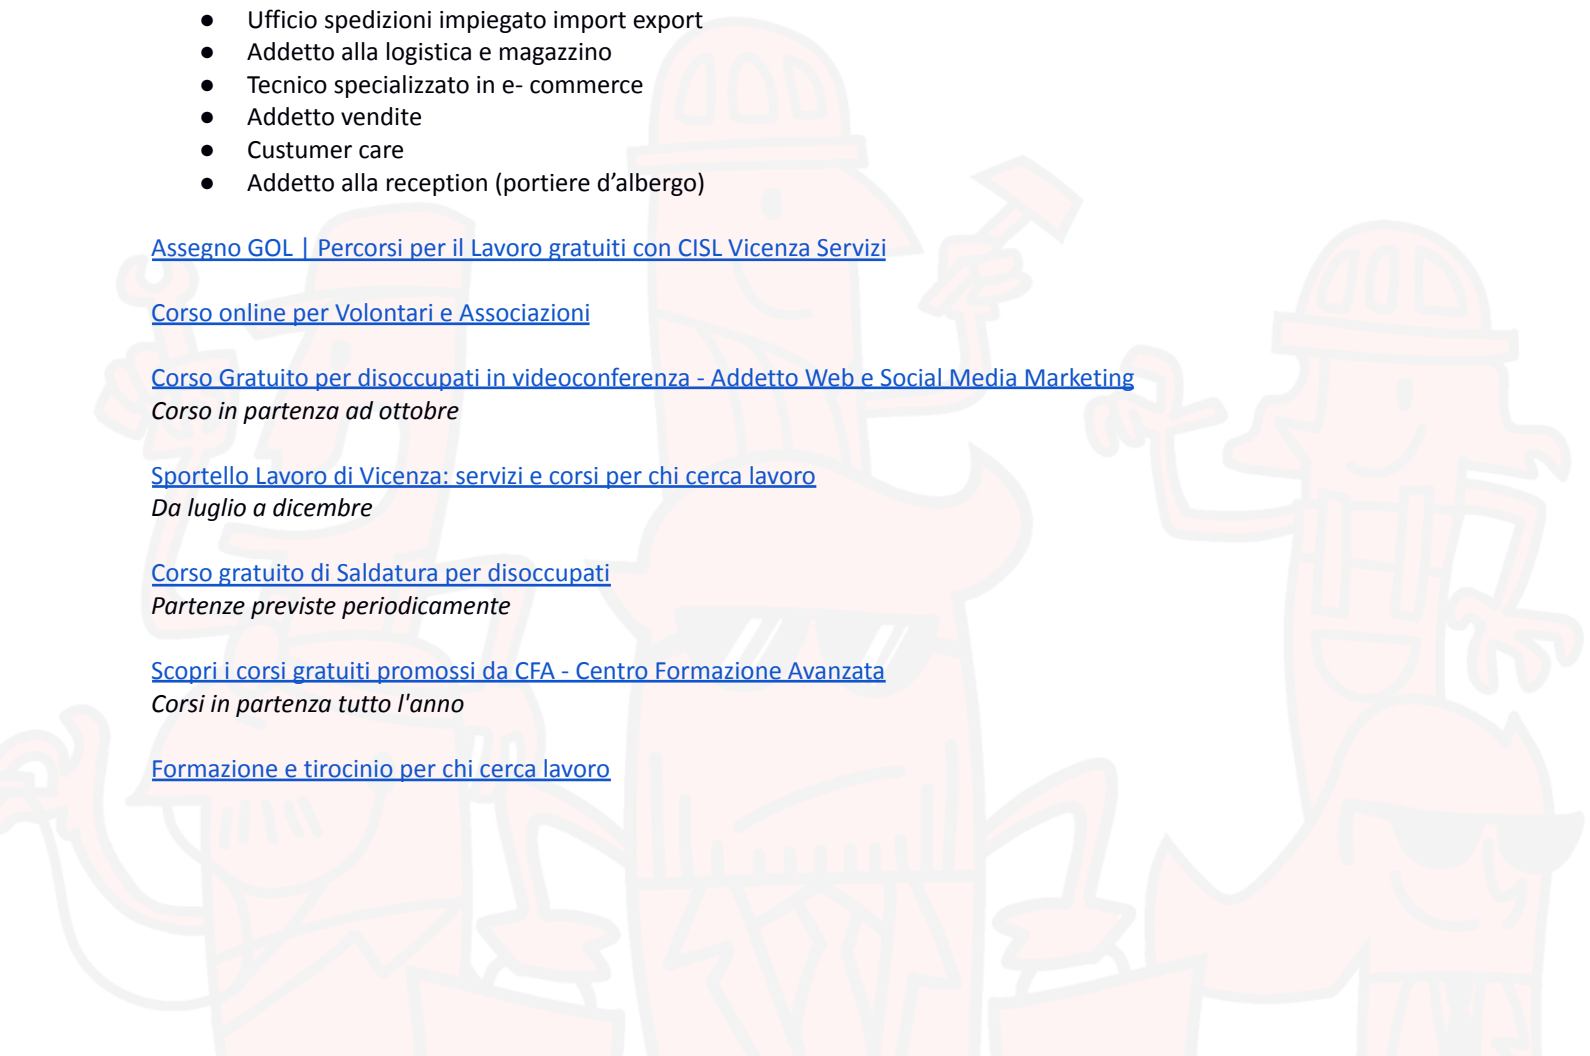 ● Ufficio spedizioni impiegato import export
● Addetto alla logistica e magazzino
● Tecnico specializzato in e- commerce
● Addetto vendite
● Custumer care
● Addetto alla reception (portiere d’albergo)
Assegno GOL | Percorsi per il Lavoro gratuiti con CISL Vicenza Servizi
Corso online per Volontari e Associazioni
Corso Gratuito per disoccupati in videoconferenza - Addetto Web e Social Media Marketing
Corso in partenza ad ottobre
Sportello Lavoro di Vicenza: servizi e corsi per chi cerca lavoro
Da luglio a dicembre
Corso gratuito di Saldatura per disoccupati
Partenze previste periodicamente
Scopri i corsi gratuiti promossi da CFA - Centro Formazione Avanzata
Corsi in partenza tutto l'anno
Formazione e tirocinio per chi cerca lavoro